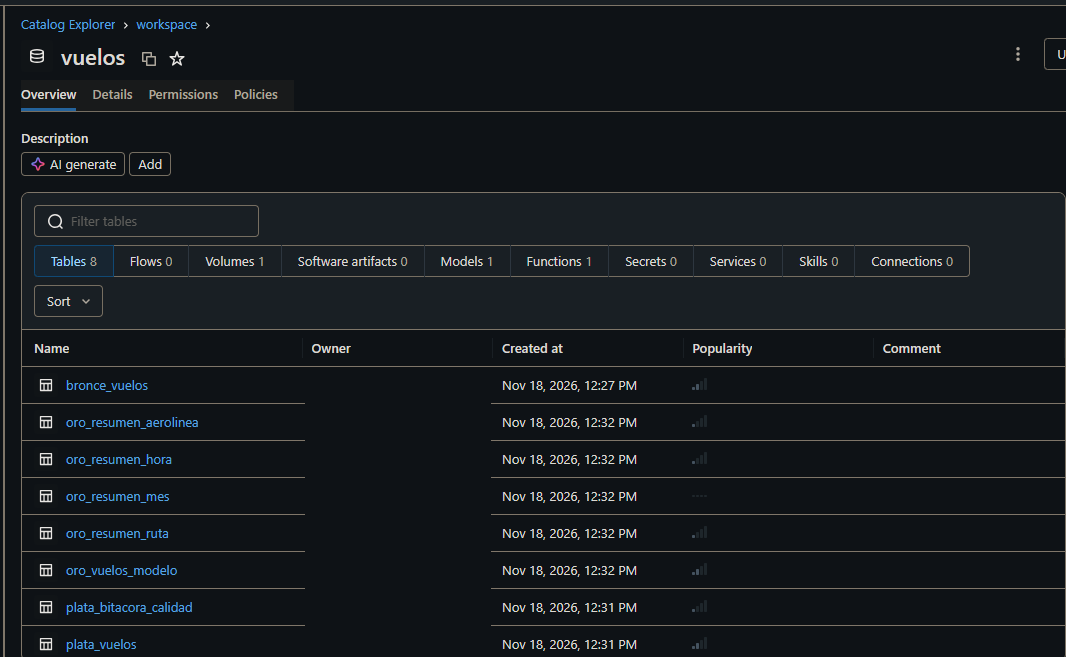 Catalog Explorer › workspace ›
vuelos
Overview Details Permissions Policies
Description
AI generate Add
Filter tables
Tables 8 Flows 0 Volumes 1 Software artifacts 0 Models 1 Functions 1 Secrets 0 Services 0 Skills 0 Connections 0
Sort
Name Owner Created at Popularity Comment
bronce_vuelos Nov 18, 2026, 12:27 PM
oro_resumen_aerolinea Nov 18, 2026, 12:32 PM
oro_resumen_hora Nov 18, 2026, 12:32 PM
oro_resumen_mes Nov 18, 2026, 12:32 PM
oro_resumen_ruta Nov 18, 2026, 12:32 PM
oro_vuelos_modelo Nov 18, 2026, 12:32 PM
plata_bitacora_calidad Nov 18, 2026, 12:31 PM
plata_vuelos Nov 18, 2026, 12:31 PM